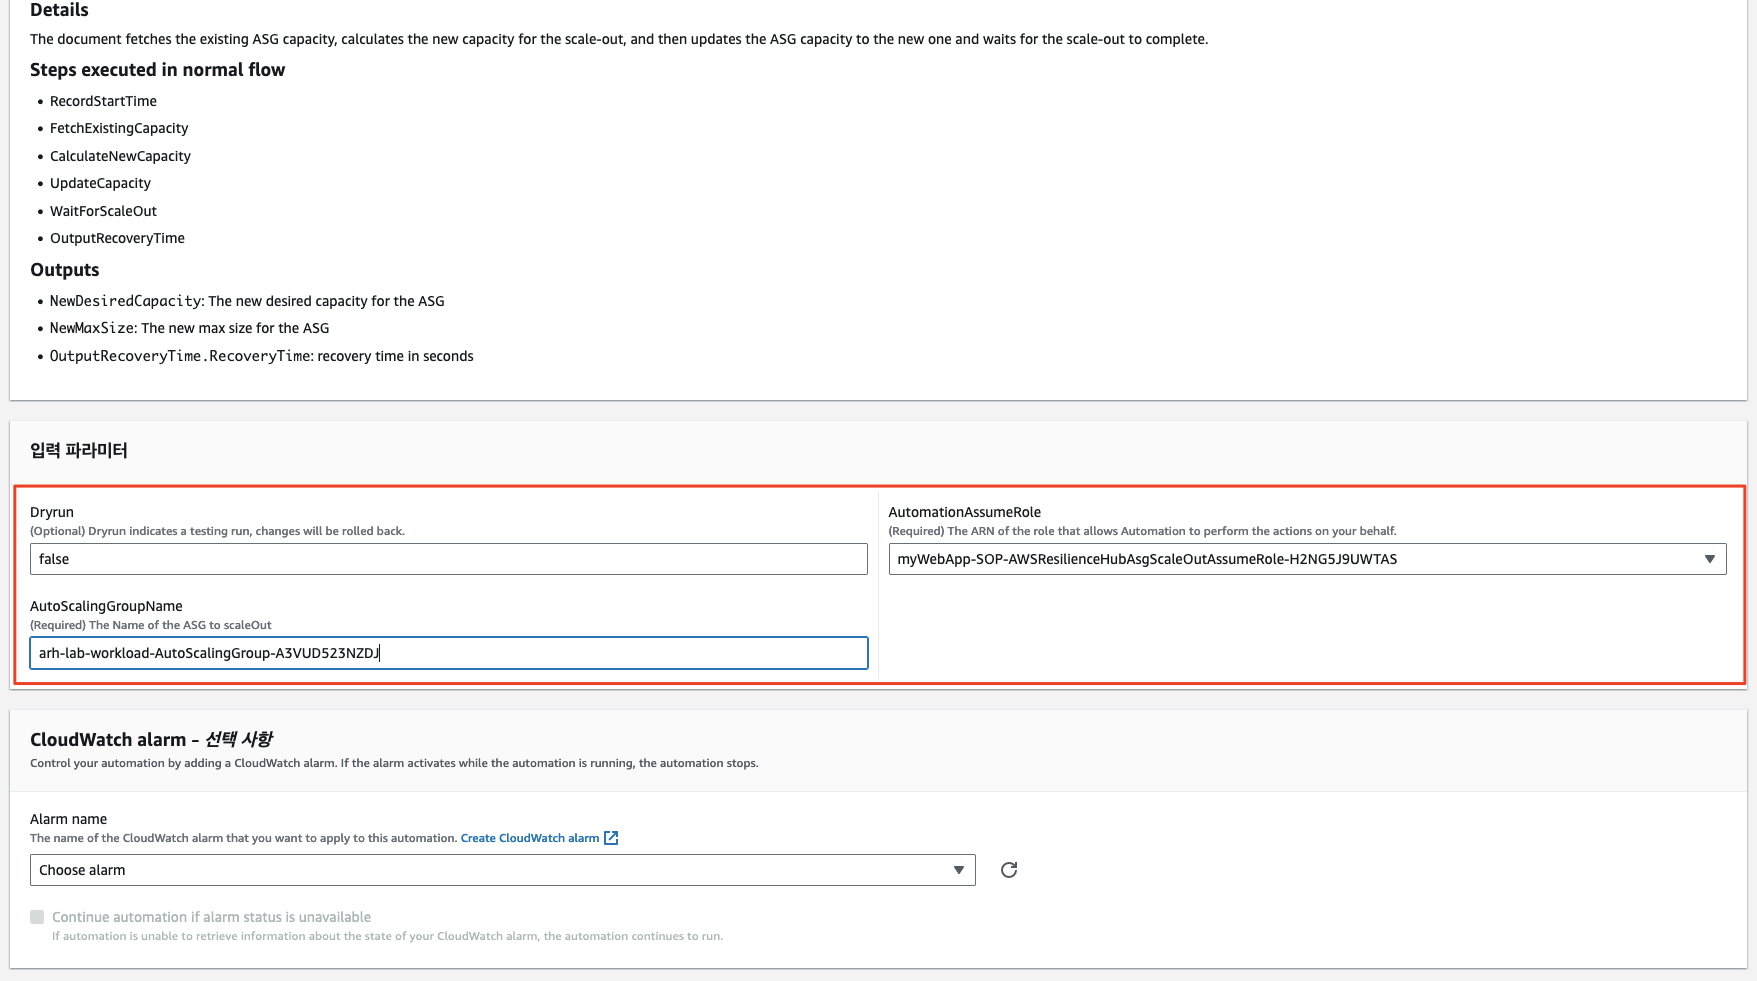 Details
The document fetches the existing ASG capacity, calculates the new capacity for the scale-out, and then updates the ASG capacity to the new one and waits for the scale-out to complete.
Steps executed in normal flow
• RecordStartTime
• FetchExistingCapacity
• CalculateNewCapacity
• UpdateCapacity
• WaitForScaleOut
• OutputRecoveryTime
Outputs
• NewDesiredCapacity: The new desired capacity for the ASG
• NewMaxSize: The new max size for the ASG
• OutputRecoveryTime.RecoveryTime: recovery time in seconds
입력 파라미터
Dryrun
(Optional) Dryrun indicates a testing run, changes will be rolled back.
false
AutomationAssumeRole
(Required) The ARN of the role that allows Automation to perform the actions on your behalf.
myWebApp-SOP-AWSResilienceHubAsgScaleOutAssumeRole-H2NG5J9UWTAS
AutoScalingGroupName
(Required) The Name of the ASG to scaleOut
arh-lab-workload-AutoScalingGroup-A3VUD523NZDJ
CloudWatch alarm - 선택 사항
Control your automation by adding a CloudWatch alarm. If the alarm activates while the automation is running, the automation stops.
Alarm name
The name of the CloudWatch alarm that you want to apply to this automation. Create CloudWatch alarm
Choose alarm
Continue automation if alarm status is unavailable
If automation is unable to retrieve information about the state of your CloudWatch alarm, the automation continues to run.